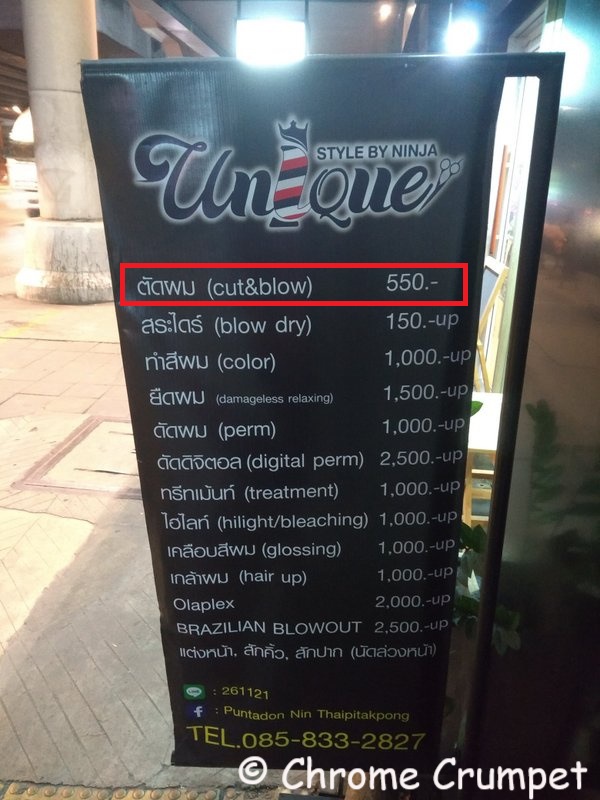 STYLE BY NINJA
Unique
ตัดผม (cut&blow) 550.-
สระไดร์ (blow dry) 150.-up
ทำสีผม (color) 1,000.-up
ยืดผม (damageless relaxing) 1,500.-up
ดัดผม (perm) 1,000.-up
ดัดดิจิตอล (digital perm) 2,500.-up
ทรีทเม้นท์ (treatment) 1,000.-up
ไฮไลท์ (hilight/bleaching) 1,000.-up
เคลือบสีผม (glossing) 1,000.-up
เกล้าผม (hair up) 1,000.-up
Olaplex 2,000.-up
BRAZILIAN BLOWOUT 2,500.-up
แต่งหน้า, สักคิ้ว, สักปาก (นัดล่วงหน้า)
LINE : 261121
f : Puntadon Nin Thaipitakpong
TEL.085-833-2827
© Chrome Crumpet